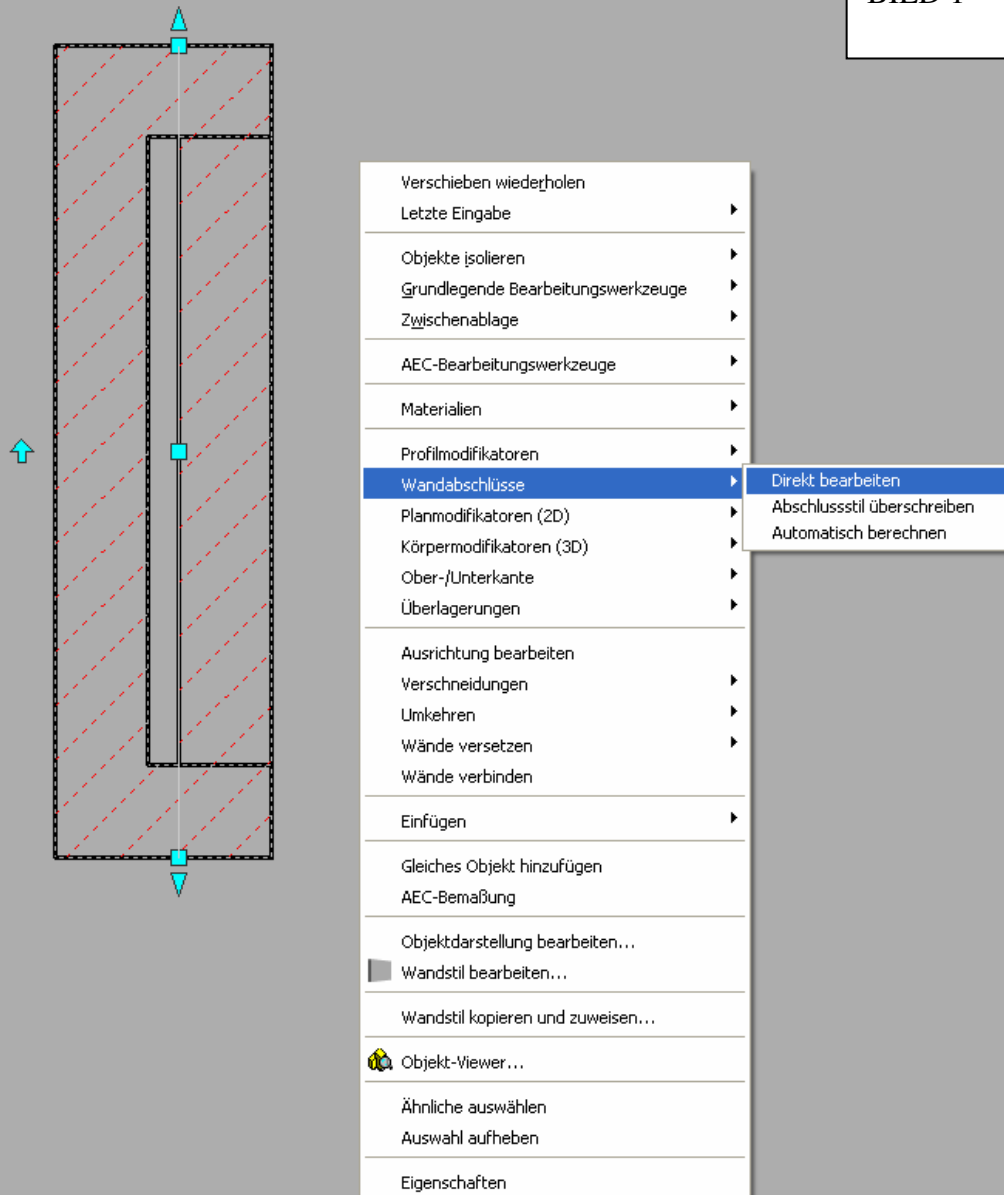 BILD 1
Verschieben wiederholen
Letzte Eingabe
Objekte isolieren
Grundlegende Bearbeitungswerkzeuge
Zwischenablage
AEC-Bearbeitungswerkzeuge
Materialien
Profilmodifikatoren
Wandabschlüsse
Direkt bearbeiten
Abschlussstil überschreiben
Automatisch berechnen
Planmodifikatoren (2D)
Körpermodifikatoren (3D)
Ober-/Unterkante
Überlagerungen
Ausrichtung bearbeiten
Verschneidungen
Umkehren
Wände versetzen
Wände verbinden
Einfügen
Gleiches Objekt hinzufügen
AEC-Bemaßung
Objektdarstellung bearbeiten...
Wandstil bearbeiten...
Wandstil kopieren und zuweisen...
Objekt-Viewer...
Ähnliche auswählen
Auswahl aufheben
Eigenschaften